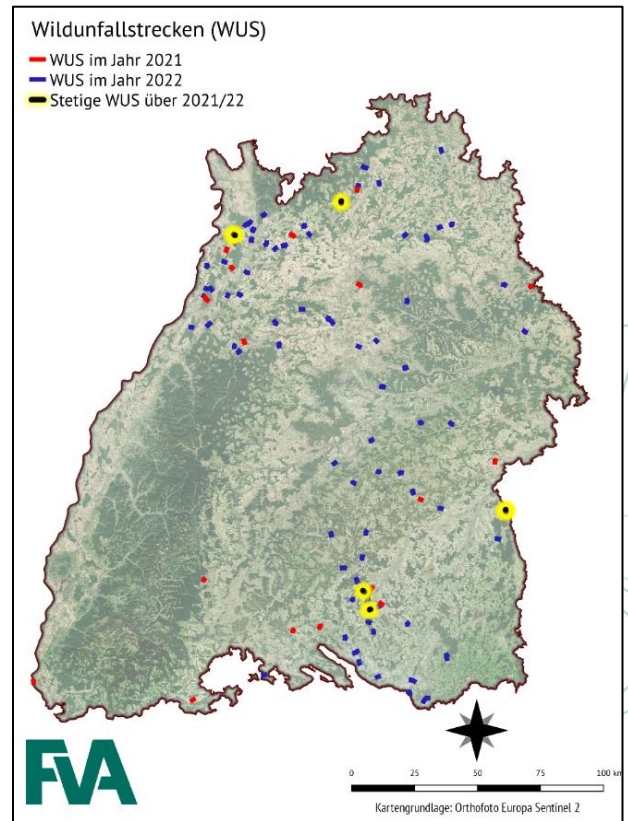 Wildunfallstrecken (WUS)
WUS im Jahr 2021
WUS im Jahr 2022
Stetige WUS über 2021/22
FVA
0 25 50 75 100 km
Kartengrundlage: Orthofoto Europa Sentinel 2